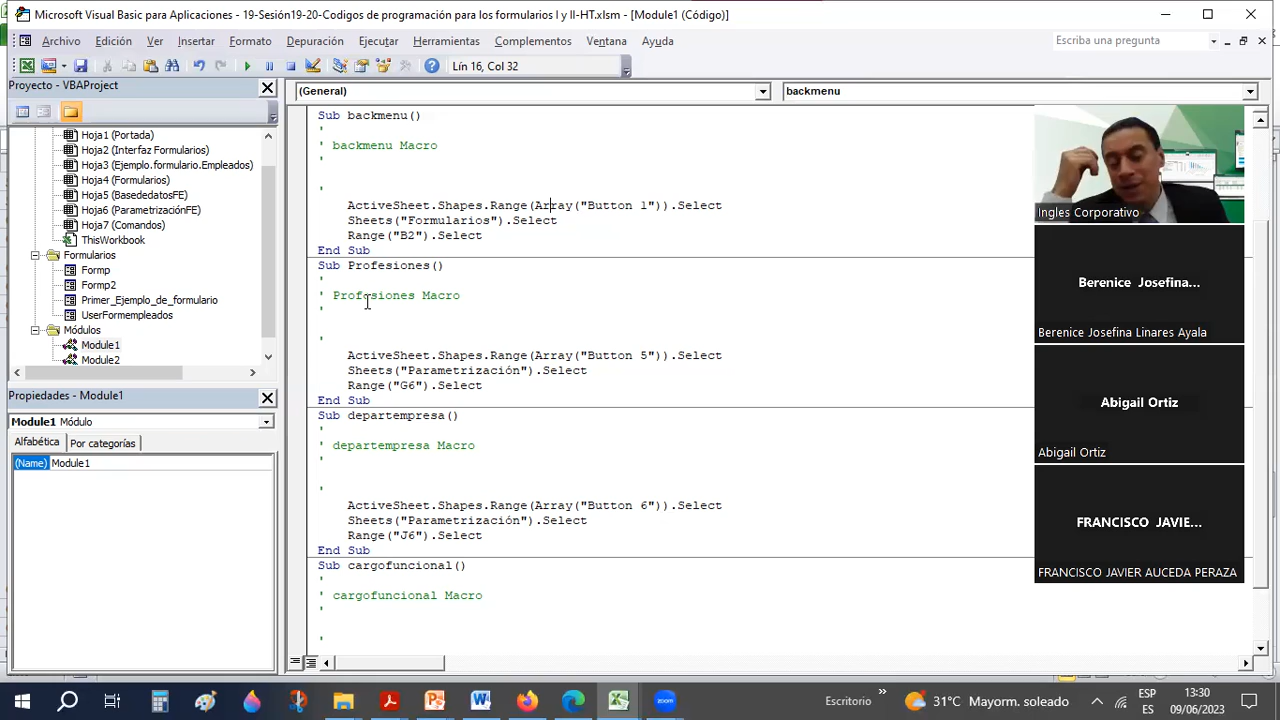 Microsoft Visual Basic para Aplicaciones - 19-Sesión19-20-Codigos de programación para los formularios I y II-HT.xlsm - [Module1 (Código)]
Archivo Edición Ver Insertar Formato Depuración Ejecutar Herramientas Complementos Ventana Ayuda
Escriba una pregunta
Lín 16, Col 32
Proyecto - VBAProject
Hoja1 (Portada)
Hoja2 (Interfaz Formularios)
Hoja3 (Ejemplo.formulario.Empleados)
Hoja4 (Formularios)
Hoja5 (BasededatosFE)
Hoja6 (ParametrizaciónFE)
Hoja7 (Comandos)
ThisWorkbook
Formularios
Formp
Formp2
Primer_Ejemplo_de_formulario
UserFormempleados
Módulos
Module1
Module2
Propiedades - Module1
Module1 Módulo
Alfabética Por categorías
(Name) Module1
(General)
backmenu
Sub backmenu()
'
' backmenu Macro
'
'
ActiveSheet.Shapes.Range(Array("Button 1")).Select
Sheets("Formularios").Select
Range("B2").Select
End Sub
Sub Profesiones()
'
' Profesiones Macro
'
'
ActiveSheet.Shapes.Range(Array("Button 5")).Select
Sheets("Parametrización").Select
Range("G6").Select
End Sub
Sub departempresa()
'
' departempresa Macro
'
'
ActiveSheet.Shapes.Range(Array("Button 6")).Select
Sheets("Parametrización").Select
Range("J6").Select
End Sub
Sub cargofuncional()
'
' cargofuncional Macro
'
'
Ingles Corporativo
Berenice Josefina...
Berenice Josefina Linares Ayala
Abigail Ortiz
Abigail Ortiz
FRANCISCO JAVIE...
FRANCISCO JAVIER AUCEDA PERAZA
Escritorio
31°C Mayorm. soleado
ESP
ES
13:30
09/06/2023
zoom